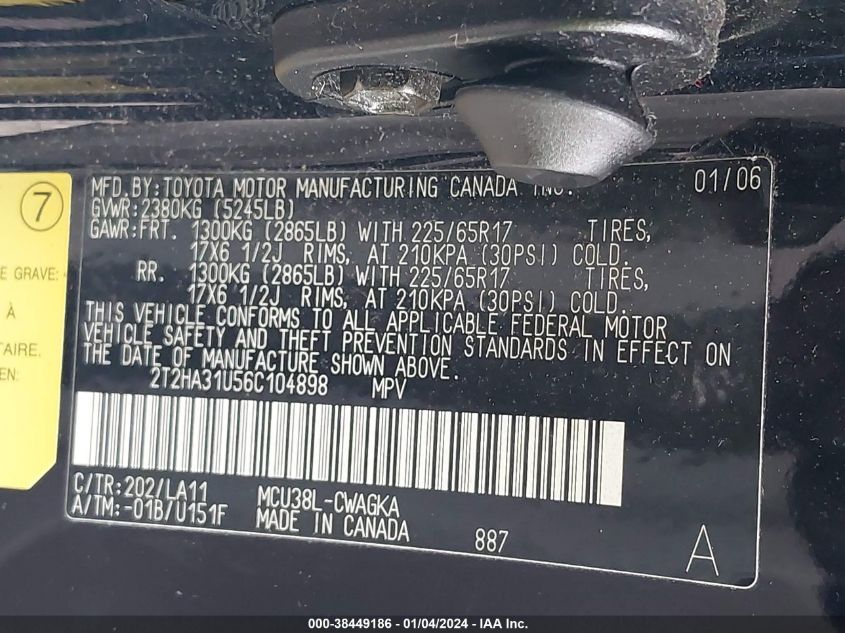 7
E GRAVE:
À
TAIRE.
EN:
MFD.BY:TOYOTA MOTOR MANUFACTURING CANADA INC. 01/06
GVWR:2380KG (5245LB)
GAWR:FRT. 1300KG (2865LB) WITH 225/65R17 TIRES,
17X6 1/2J RIMS, AT 210KPA (30PSI) COLD.
RR. 1300KG (2865LB) WITH 225/65R17 TIRES,
17X6 1/2J RIMS, AT 210KPA (30PSI) COLD.
THIS VEHICLE CONFORMS TO ALL APPLICABLE FEDERAL MOTOR
VEHICLE SAFETY AND THEFT PREVENTION STANDARDS IN EFFECT ON
THE DATE OF MANUFACTURE SHOWN ABOVE.
2T2HA31U56C104898 MPV
C/TR:202/LA11 MCU38L-CWAGKA
A/TM:-01B/U151F MADE IN CANADA 887 A
000-38449186 - 01/04/2024 - IAA Inc.